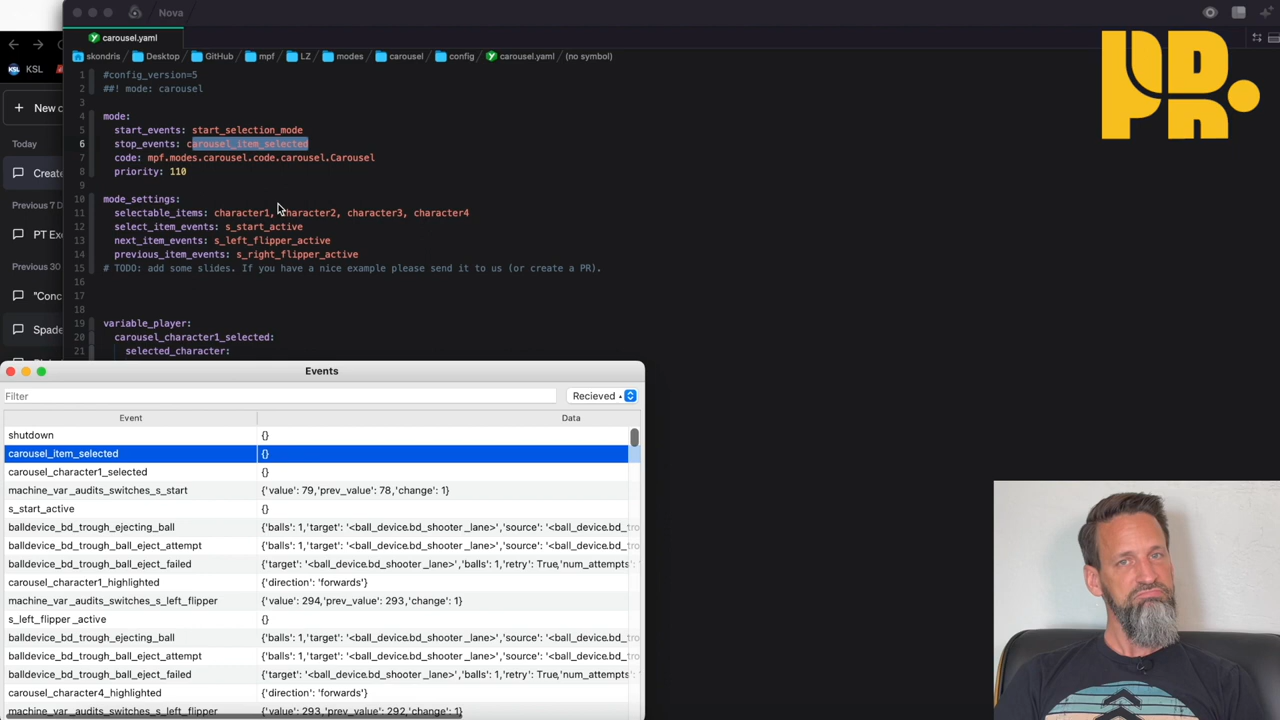 Nova
carousel.yaml
skondris Desktop GitHub mpf LZ modes carousel config carousel.yaml (no symbol)
KSL
New c
Today
Create
Previous 7 D
PT Exe
Previous 30
"Conc
Spade
1 #config_version=5
2 ##! mode: carousel
3
4 mode:
5 start_events: start_selection_mode
6 stop_events: carousel_item_selected
7 code: mpf.modes.carousel.code.carousel.Carousel
8 priority: 110
9
10 mode_settings:
11 selectable_items: character1, character2, character3, character4
12 select_item_events: s_start_active
13 next_item_events: s_left_flipper_active
14 previous_item_events: s_right_flipper_active
15 # TODO: add some slides. If you have a nice example please send it to us (or create a PR).
16
17
18
19 variable_player:
20 carousel_character1_selected:
21 selected_character:
Events
Filter
Recieved
Event Data
shutdown {}
carousel_item_selected {}
carousel_character1_selected {}
machine_var_audits_switches_s_start {'value': 79,'prev_value': 78,'change': 1}
s_start_active {}
balldevice_bd_trough_ejecting_ball {'balls': 1,'target': '<ball_device.bd_shooter_lane>','source': '<ball_device.bd_tro
balldevice_bd_trough_ball_eject_attempt {'balls': 1,'target': '<ball_device.bd_shooter_lane>','source': '<ball_device.bd_tro
balldevice_bd_trough_ball_eject_failed {'target': '<ball_device.bd_shooter_lane>','balls': 1,'retry': True,'num_attempts':
carousel_character1_highlighted {'direction': 'forwards'}
machine_var_audits_switches_s_left_flipper {'value': 294,'prev_value': 293,'change': 1}
s_left_flipper_active {}
balldevice_bd_trough_ejecting_ball {'balls': 1,'target': '<ball_device.bd_shooter_lane>','source': '<ball_device.bd_tro
balldevice_bd_trough_ball_eject_attempt {'balls': 1,'target': '<ball_device.bd_shooter_lane>','source': '<ball_device.bd_tro
balldevice_bd_trough_ball_eject_failed {'target': '<ball_device.bd_shooter_lane>','balls': 1,'retry': True,'num_attempts':
carousel_character4_highlighted {'direction': 'forwards'}
machine_var_audits_switches_s_left_flipper {'value': 293,'prev_value': 292,'change': 1}